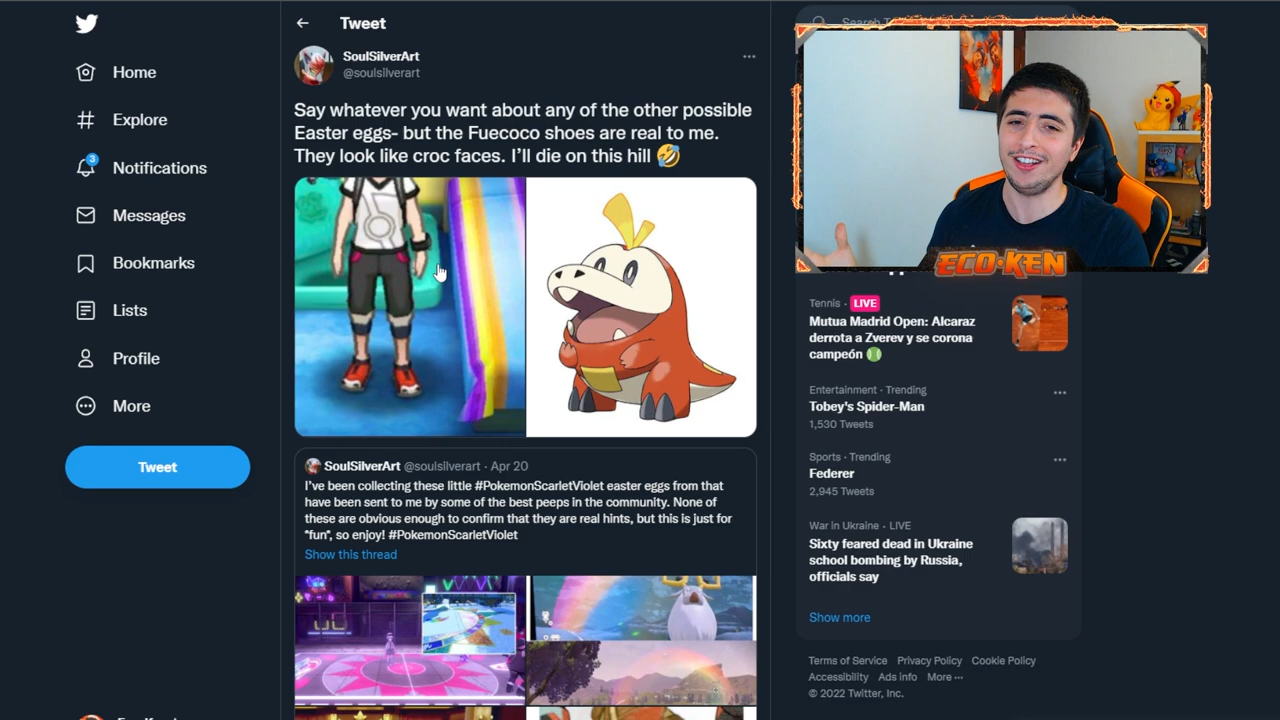 Home
Explore
3
Notifications
Messages
Bookmarks
Lists
Profile
More
Tweet
Tweet
SoulSilverArt
@soulsilverart
Say whatever you want about any of the other possible
Easter eggs- but the Fuecoco shoes are real to me.
They look like croc faces. I'll die on this hill 🤣
SoulSilverArt @soulsilverart · Apr 20
I've been collecting these little #PokemonScarletViolet easter eggs from that
have been sent to me by some of the best peeps in the community. None of
these are obvious enough to confirm that they are real hints, but this is just for
*fun*, so enjoy! #PokemonScarletViolet
Show this thread
Search
ECO·KEN
Tennis · LIVE
Mutua Madrid Open: Alcaraz
derrota a Zverev y se corona
campeón 🎾
Entertainment · Trending
Tobey's Spider-Man
1,530 Tweets
Sports · Trending
Federer
2,945 Tweets
War in Ukraine · LIVE
Sixty feared dead in Ukraine
school bombing by Russia,
officials say
Show more
Terms of Service Privacy Policy Cookie Policy
Accessibility Ads info More ···
© 2022 Twitter, Inc.